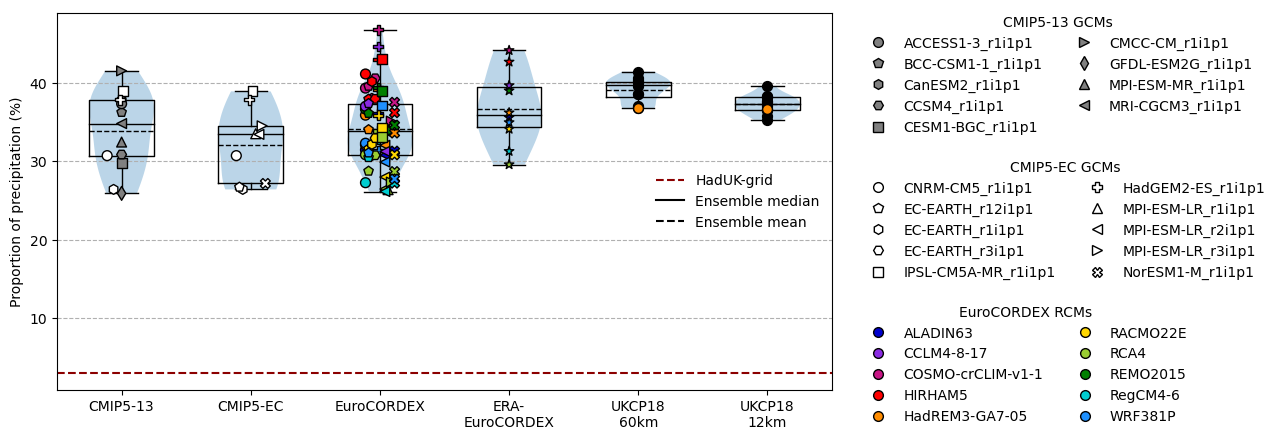 Proportion of precipitation (%)
40
30
20
10
CMIP5-13
CMIP5-EC
EuroCORDEX
ERA-
EuroCORDEX
UKCP18
60km
UKCP18
12km
HadUK-grid
Ensemble median
Ensemble mean
CMIP5-13 GCMs
ACCESS1-3_r1i1p1
BCC-CSM1-1_r1i1p1
CanESM2_r1i1p1
CCSM4_r1i1p1
CESM1-BGC_r1i1p1
CMCC-CM_r1i1p1
GFDL-ESM2G_r1i1p1
MPI-ESM-MR_r1i1p1
MRI-CGCM3_r1i1p1
CMIP5-EC GCMs
CNRM-CM5_r1i1p1
EC-EARTH_r12i1p1
EC-EARTH_r1i1p1
EC-EARTH_r3i1p1
IPSL-CM5A-MR_r1i1p1
HadGEM2-ES_r1i1p1
MPI-ESM-LR_r1i1p1
MPI-ESM-LR_r2i1p1
MPI-ESM-LR_r3i1p1
NorESM1-M_r1i1p1
EuroCORDEX RCMs
ALADIN63
CCLM4-8-17
COSMO-crCLIM-v1-1
HIRHAM5
HadREM3-GA7-05
RACMO22E
RCA4
REMO2015
RegCM4-6
WRF381P